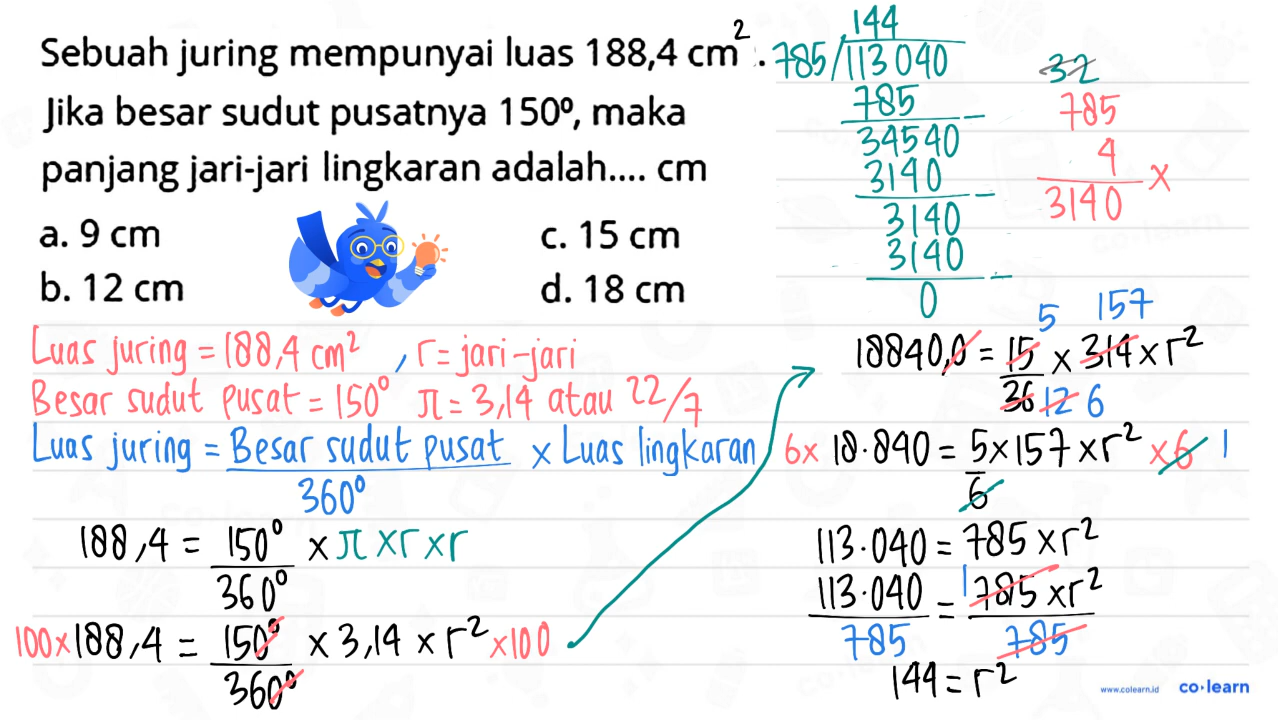 Sebuah juring mempunyai luas 188,4 cm².
Jika besar sudut pusatnya 150°, maka
panjang jari-jari lingkaran adalah.... cm
a. 9 cm
c. 15 cm
b. 12 cm
d. 18 cm
Luas juring = 188,4 cm², r = jari-jari
Besar sudut pusat = 150° π = 3,14 atau 22/7
Luas juring = Besar sudut pusat × Luas lingkaran
360°
188,4 = 150° × π × r × r
360°
100 × 188,4 = 150° × 3,14 × r² × 100
360°
144
785 / 113040
785 –
34540
3140 –
3140
3140 –
0
32
785
4 ×
3140
5 157
18840,0 = 15 × 314 × r²
36 12 6
6 × 18.840 = 5 × 157 × r² × 6 1
6
113.040 = 785 × r²
113.040 = 1 785 × r²
785 785
144 = r²
www.colearn.id
co·learn